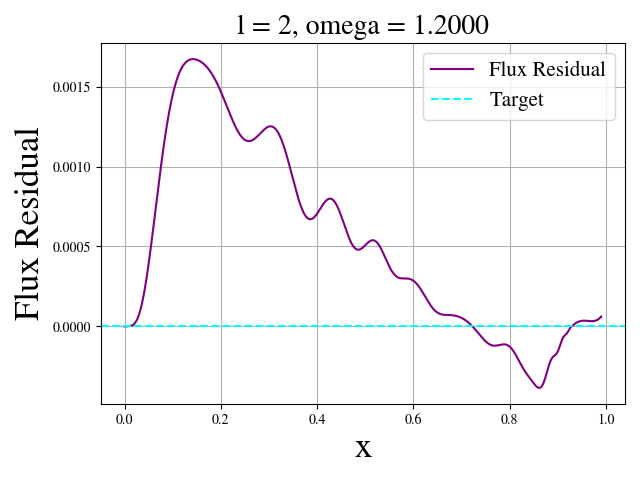 l = 2, omega = 1.2000
Flux Residual
Target
Flux Residual
0.0015
0.0010
0.0005
0.0000
0.0 0.2 0.4 0.6 0.8 1.0
x